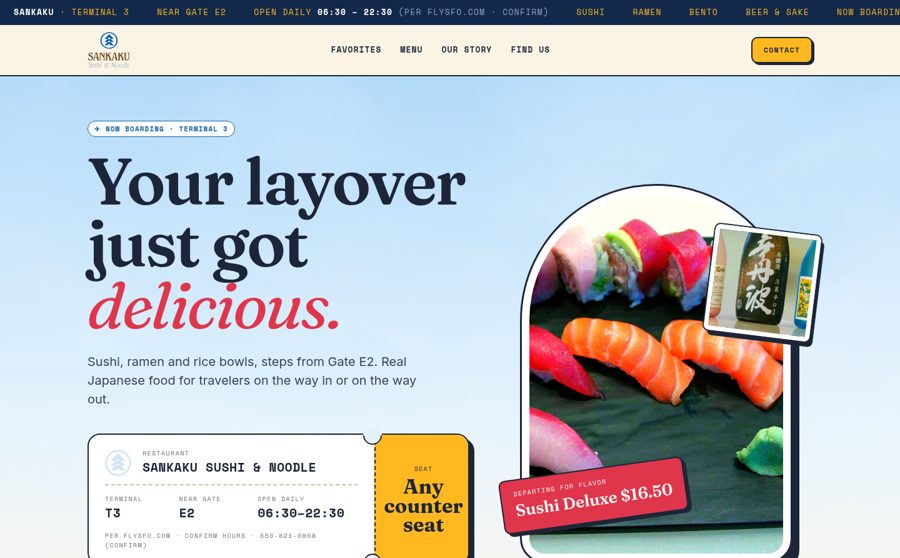 SANKAKU · TERMINAL 3 NEAR GATE E2 OPEN DAILY 06:30 – 22:30 (PER FLYSFO.COM · CONFIRM) SUSHI RAMEN BENTO BEER & SAKE NOW BOARDIN
SANKAKU
Sushi & Noodle
FAVORITES MENU OUR STORY FIND US
CONTACT
✈ NOW BOARDING · TERMINAL 3
Your layover
just got
delicious.
Sushi, ramen and rice bowls, steps from Gate E2. Real
Japanese food for travelers on the way in or on the way
out.
RESTAURANT
SANKAKU SUSHI & NOODLE
TERMINAL NEAR GATE OPEN DAILY
T3 E2 06:30–22:30
PER FLYSFO.COM · CONFIRM HOURS · 650-821-0808
(CONFIRM)
SEAT
Any
counter
seat
DEPARTING FOR FLAVOR
Sushi Deluxe $16.50
丹波